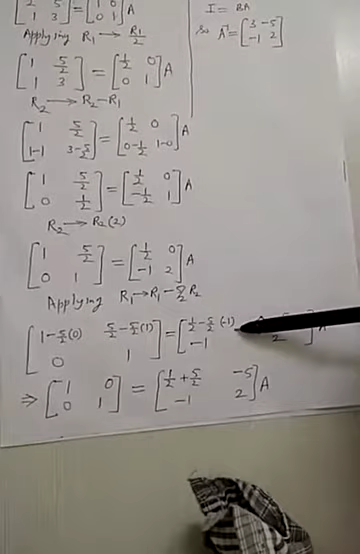 [2 5; 1 3] = [1 0; 0 1] A
Applying R₁ → R₁/2
[1 5/2; 1 3] = [1/2 0; 0 1] A
R₂ → R₂-R₁
[1 5/2; 1-1 3-5/2] = [1/2 0; 0-1/2 1-0] A
[1 5/2; 0 1/2] = [1/2 0; -1/2 1] A
R₂ → R₂(2)
[1 5/2; 0 1] = [1/2 0; -1 2] A
Applying R₁→R₁-5/2 R₂
[1-5/2(0) 5/2-5/2(1); 0 1] = [1/2-5/2(-1) ; -1 2] A
⇒ [1 0; 0 1] = [1/2+5/2 -5; -1 2] A
I = BA
So A⁻¹= [3 -5; -1 2]